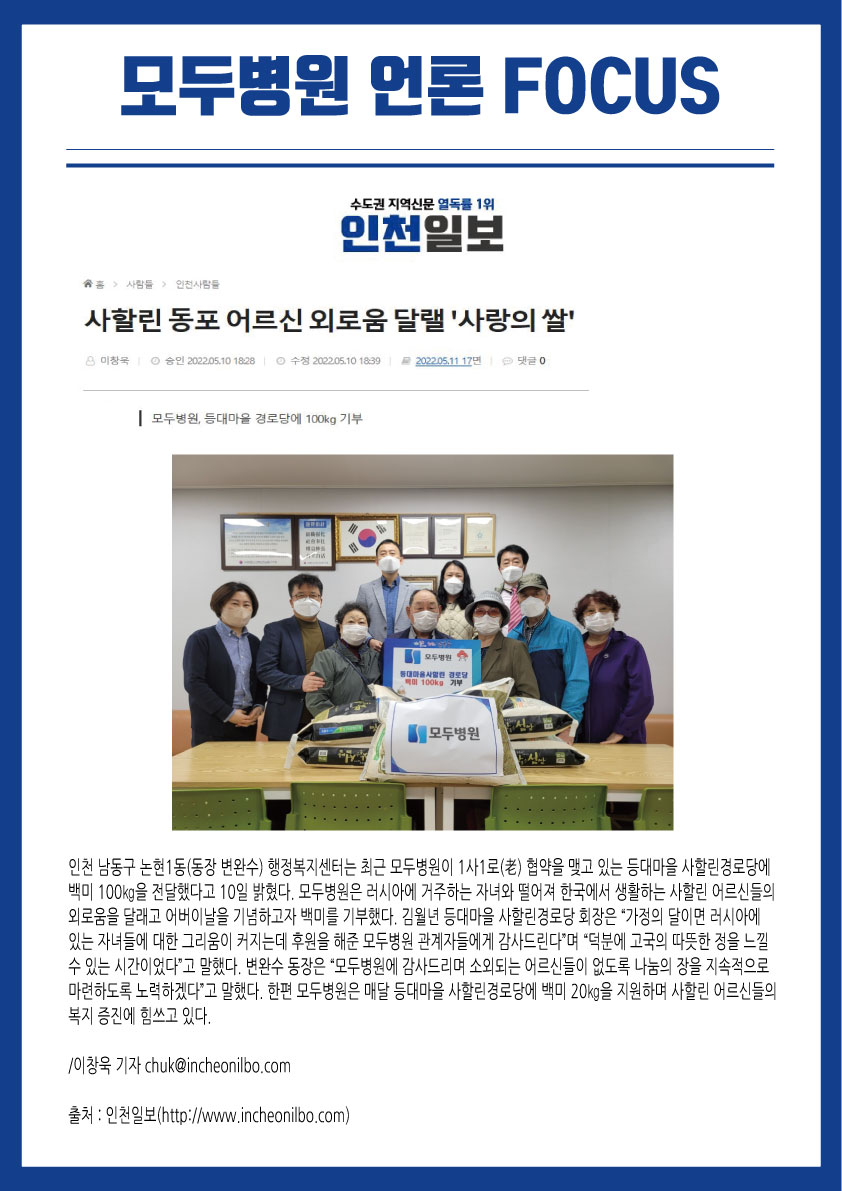 모두병원 언론 FOCUS
수도권 지역신문 열독률 1위
인천일보
홈 > 사람들 > 인천사람들
사할린 동포 어르신 외로움 달랠 '사랑의 쌀'
이창욱 | 승인 2022.05.10 18:28 | 수정 2022.05.10 18:39 | 2022.05.11 17면 | 댓글 0
모두병원, 등대마을 경로당에 100kg 기부
모두병원
등대마을사할린 경로당
백미 100kg 기부
모두병원
인천 남동구 논현1동(동장 변완수) 행정복지센터는 최근 모두병원이 1사1로(老) 협약을 맺고 있는 등대마을 사할린경로당에
백미 100㎏을 전달했다고 10일 밝혔다. 모두병원은 러시아에 거주하는 자녀와 떨어져 한국에서 생활하는 사할린 어르신들의
외로움을 달래고 어버이날을 기념하고자 백미를 기부했다. 김월년 등대마을 사할린경로당 회장은 “가정의 달이면 러시아에
있는 자녀들에 대한 그리움이 커지는데 후원을 해준 모두병원 관계자들에게 감사드린다”며 “덕분에 고국의 따뜻한 정을 느낄
수 있는 시간이었다”고 말했다. 변완수 동장은 “모두병원에 감사드리며 소외되는 어르신들이 없도록 나눔의 장을 지속적으로
마련하도록 노력하겠다”고 말했다. 한편 모두병원은 매달 등대마을 사할린경로당에 백미 20㎏을 지원하며 사할린 어르신들의
복지 증진에 힘쓰고 있다.
/이창욱 기자 chuk@incheonilbo.com
출처 : 인천일보(http://www.incheonilbo.com)